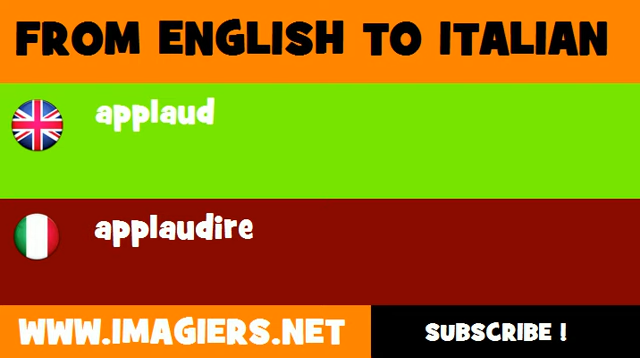 FROM ENGLISH TO ITALIAN
applaud
applaudire
WWW.IMAGIERS.NET
SUBSCRIBE !